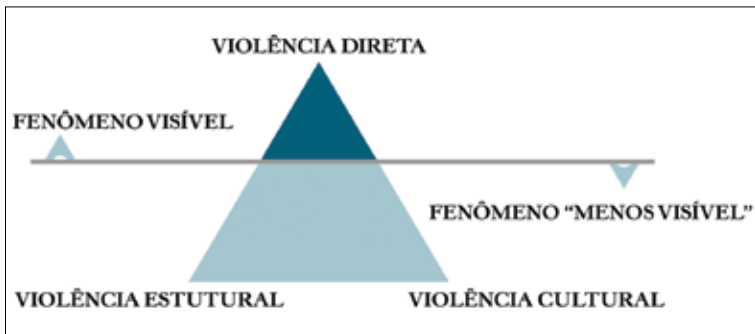 VIOLÊNCIA DIRETA
FENÔMENO VISÍVEL
FENÔMENO “MENOS VISÍVEL”
VIOLÊNCIA ESTUTURAL
VIOLÊNCIA CULTURAL